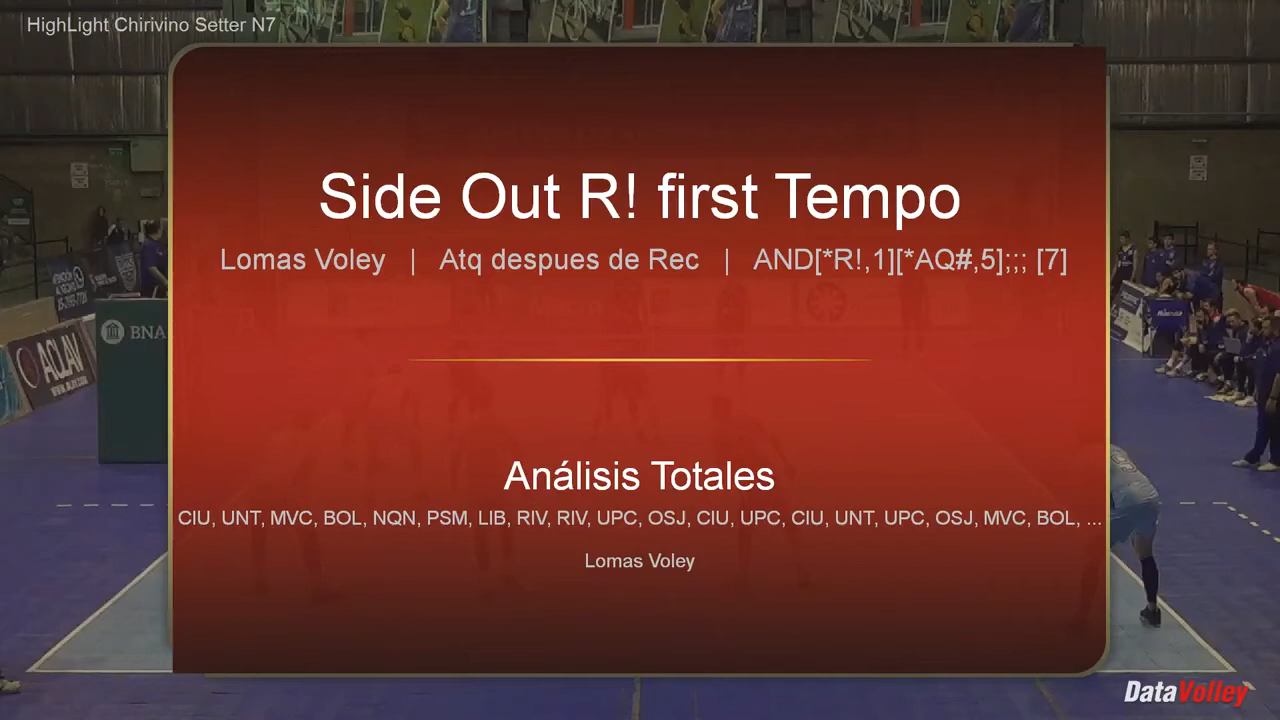 HighLight Chirivino Setter N7
Side Out R! first Tempo
Lomas Voley | Atq despues de Rec | AND[*R!,1][*AQ#,5];;; [7]
BNA
ACLAV
Análisis Totales
CIU, UNT, MVC, BOL, NQN, PSM, LIB, RIV, RIV, UPC, OSJ, CIU, UPC, CIU, UNT, UPC, OSJ, MVC, BOL, ...
Lomas Voley
DataVolley